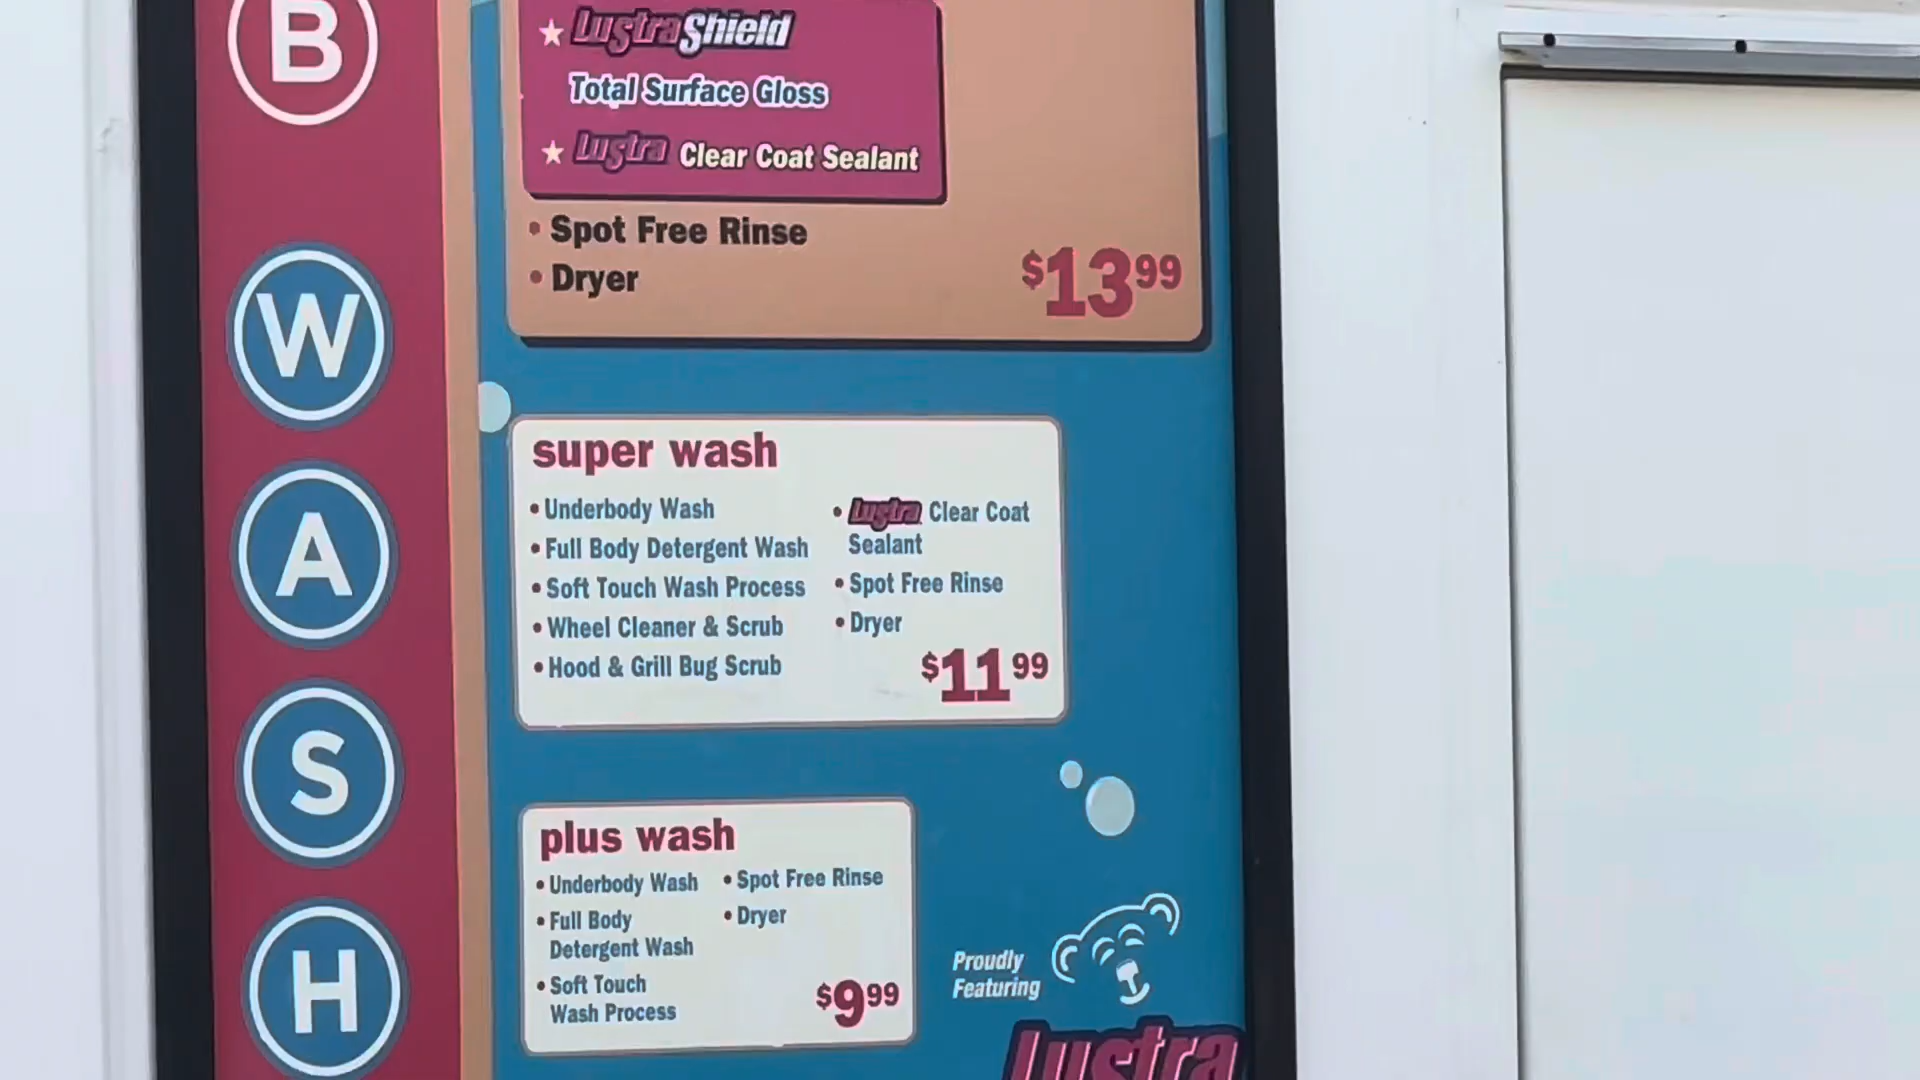 B
★ LustraShield
Total Surface Gloss
★ Lustra Clear Coat Sealant
• Spot Free Rinse
• Dryer
$13 99
W
A
S
H
super wash
• Underbody Wash
• Full Body Detergent Wash
• Soft Touch Wash Process
• Wheel Cleaner & Scrub
• Hood & Grill Bug Scrub
• Lustra Clear Coat
Sealant
• Spot Free Rinse
• Dryer
$11 99
plus wash
• Underbody Wash
• Full Body
Detergent Wash
• Soft Touch
Wash Process
• Spot Free Rinse
• Dryer
$9 99
Proudly
Featuring
Lustra